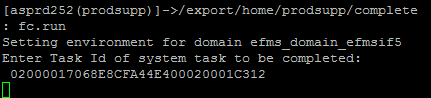 [asprd252(prodsupp)]->/export/home/prodsupp/complete
: fc.run
Setting environment for domain efms_domain_efmsif5
Enter Task Id of system task to be completed:
02000017068E8CFA44E400020001C312